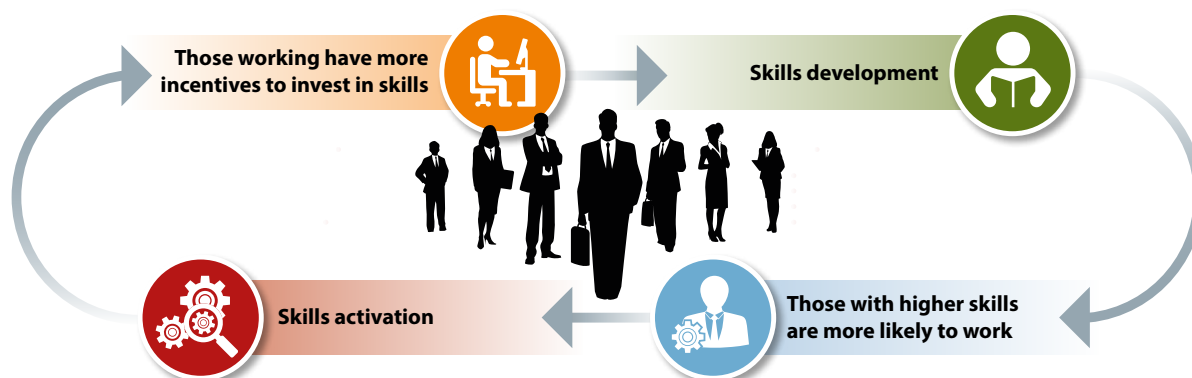 Those working have more
incentives to invest in skills
Skills development
Skills activation
Those with higher skills
are more likely to work